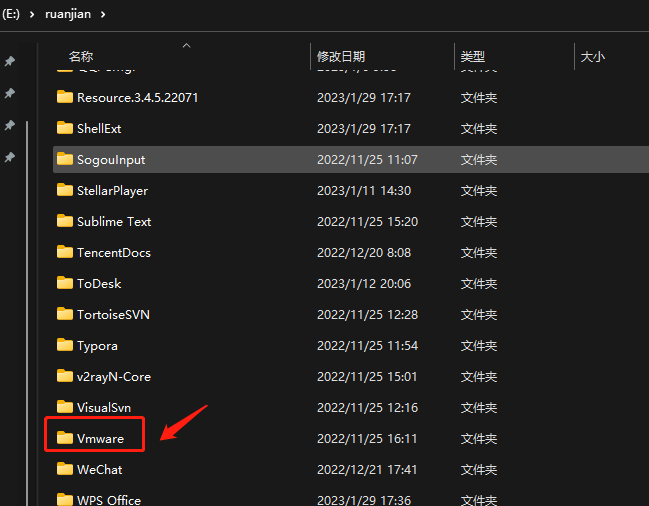 (E:) › ruanjian ›
名称 修改日期 类型 大小
Resource.3.4.5.22071 2023/1/29 17:17 文件夹
ShellExt 2023/1/29 17:17 文件夹
SogouInput 2022/11/25 11:07 文件夹
StellarPlayer 2023/1/11 14:30 文件夹
Sublime Text 2022/11/25 15:20 文件夹
TencentDocs 2022/12/20 8:08 文件夹
ToDesk 2023/1/12 20:06 文件夹
TortoiseSVN 2022/11/25 12:28 文件夹
Typora 2022/11/25 11:54 文件夹
v2rayN-Core 2022/11/25 15:01 文件夹
VisualSvn 2022/11/25 12:16 文件夹
Vmware 2022/11/25 16:11 文件夹
WeChat 2022/12/21 17:41 文件夹
WPS Office 2023/1/29 17:36 文件夹